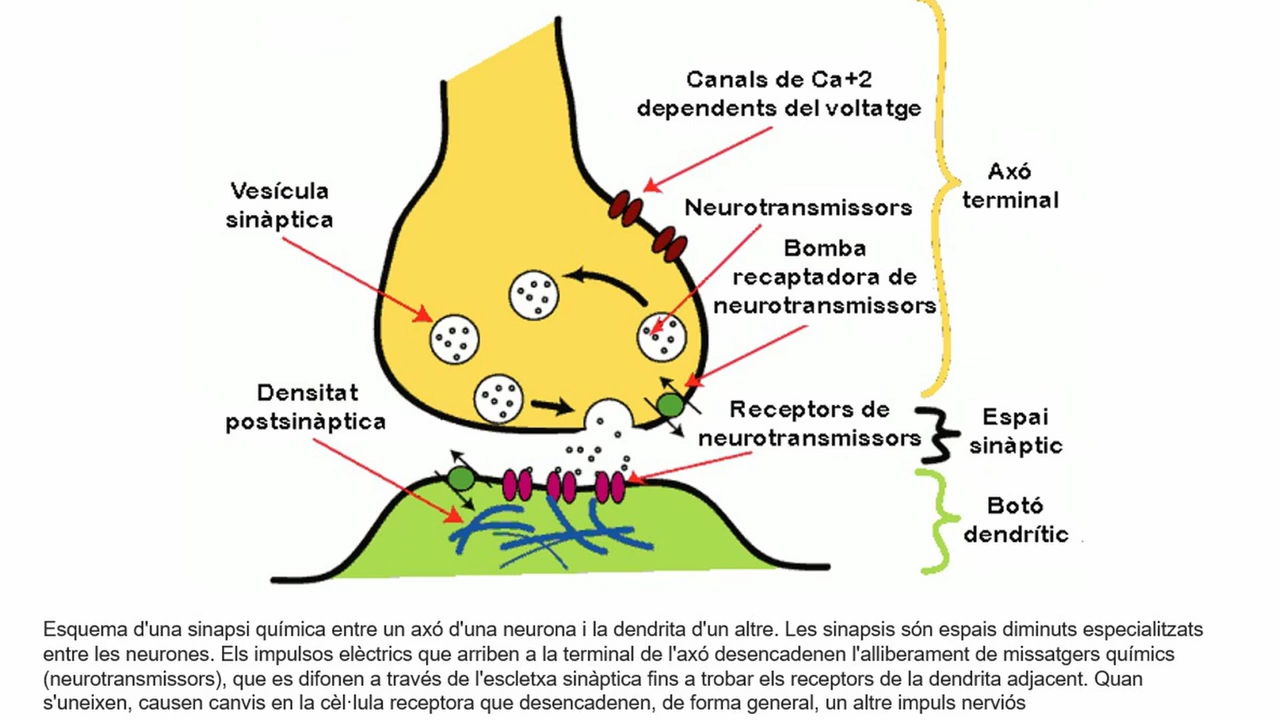 Canals de Ca+2
dependents del voltatge
Axó
terminal
Vesícula
sinàptica
Neurotransmissors
Bomba
recaptadora de
neurotransmissors
Densitat
postsinàptica
Receptors de
neurotransmissors
Espai
sinàptic
Botó
dendrític
Esquema d'una sinapsi química entre un axó d'una neurona i la dendrita d'un altre. Les sinapsis són espais diminuts especialitzats
entre les neurones. Els impulsos elèctrics que arriben a la terminal de l'axó desencadenen l'alliberament de missatgers químics
(neurotransmissors), que es difonen a través de l'escletxa sinàptica fins a trobar els receptors de la dendrita adjacent. Quan
s'uneixen, causen canvis en la cèl·lula receptora que desencadenen, de forma general, un altre impuls nerviós